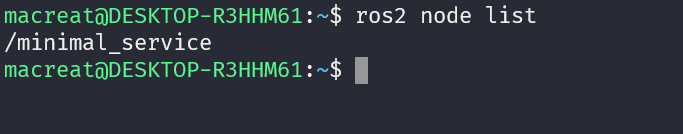 macreat@DESKTOP-R3HHM61:~$ ros2 node list
/minimal_service
macreat@DESKTOP-R3HHM61:~$